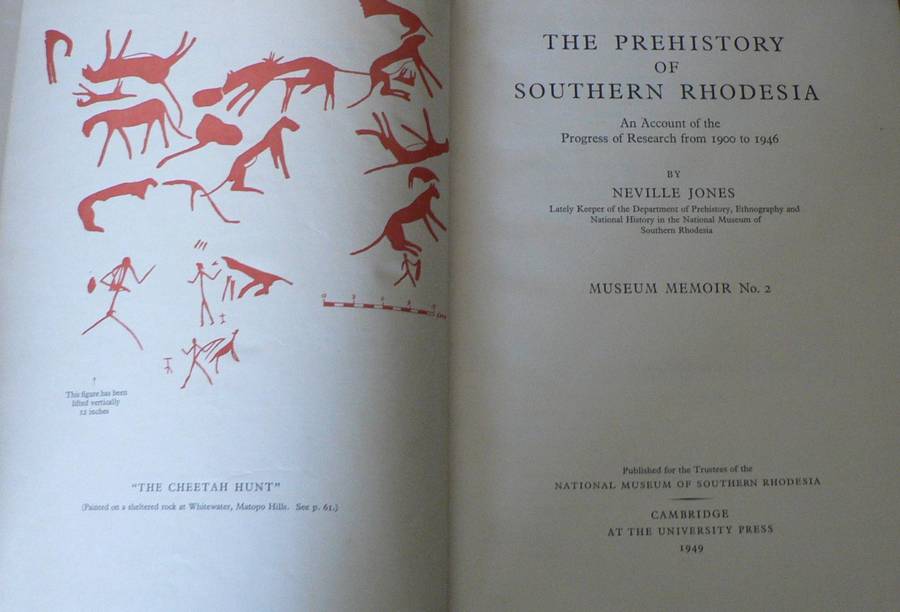 This figure has been
lifted vertically
12 inches
"THE CHEETAH HUNT"
(Painted on a sheltered rock at Whitewater, Matopo Hills. See p. 61.)
THE PREHISTORY
OF
SOUTHERN RHODESIA
An Account of the
Progress of Research from 1900 to 1946
BY
NEVILLE JONES
Lately Keeper of the Department of Prehistory, Ethnography and
National History in the National Museum of
Southern Rhodesia
MUSEUM MEMOIR No. 2
Published for the Trustees of the
NATIONAL MUSEUM OF SOUTHERN RHODESIA
CAMBRIDGE
AT THE UNIVERSITY PRESS
1949